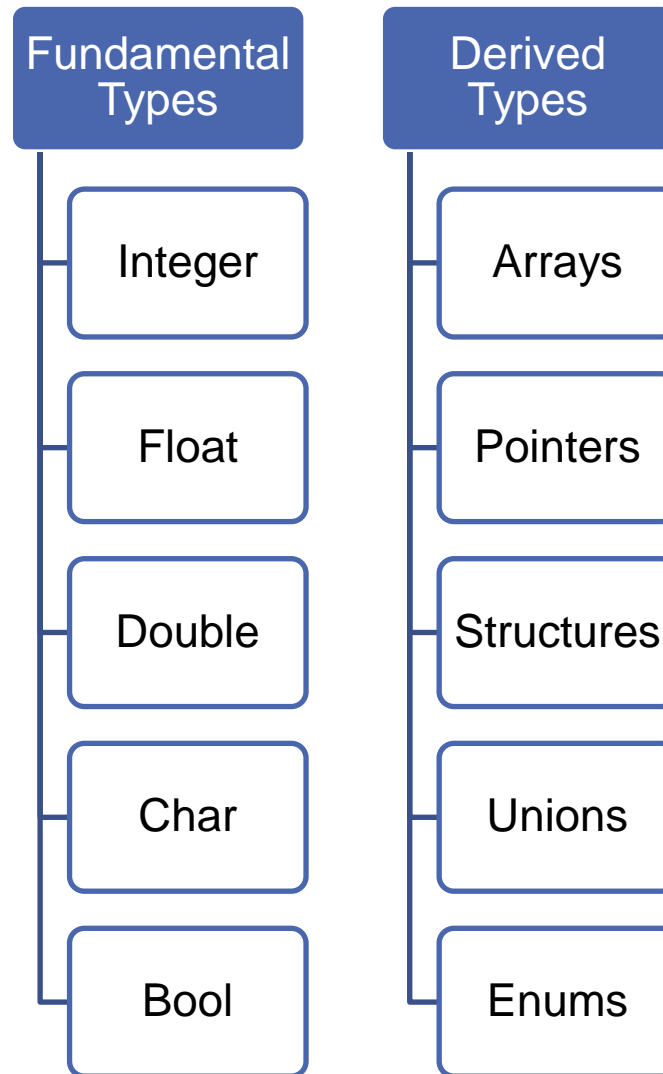 Fundamental
Types
Integer
Float
Double
Char
Bool
Derived
Types
Arrays
Pointers
Structures
Unions
Enums